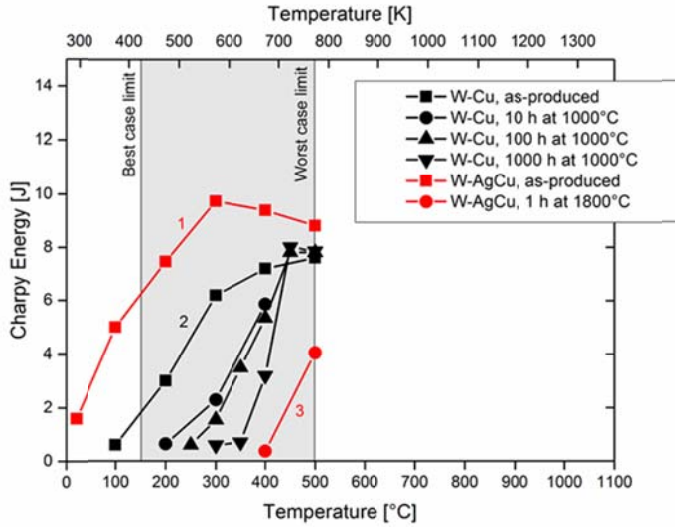 Temperature [K]
300 400 500 600 700 800 900 1000 1100 1200 1300
14
12
10
8
6
4
2
0
Charpy Energy [J]
Best case limit
Worst case limit
1
2
3
W-Cu, as-produced
W-Cu, 10 h at 1000°C
W-Cu, 100 h at 1000°C
W-Cu, 1000 h at 1000°C
W-AgCu, as-produced
W-AgCu, 1 h at 1800°C
0 100 200 300 400 500 600 700 800 900 1000 1100
Temperature [°C]